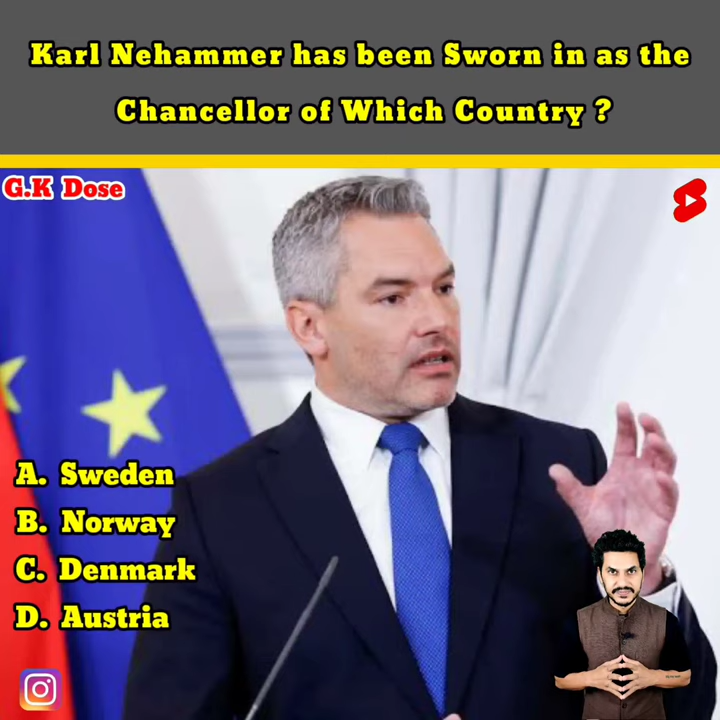 Karl Nehammer has been Sworn in as the
Chancellor of Which Country ?
G.K Dose
A. Sweden
B. Norway
C. Denmark
D. Austria